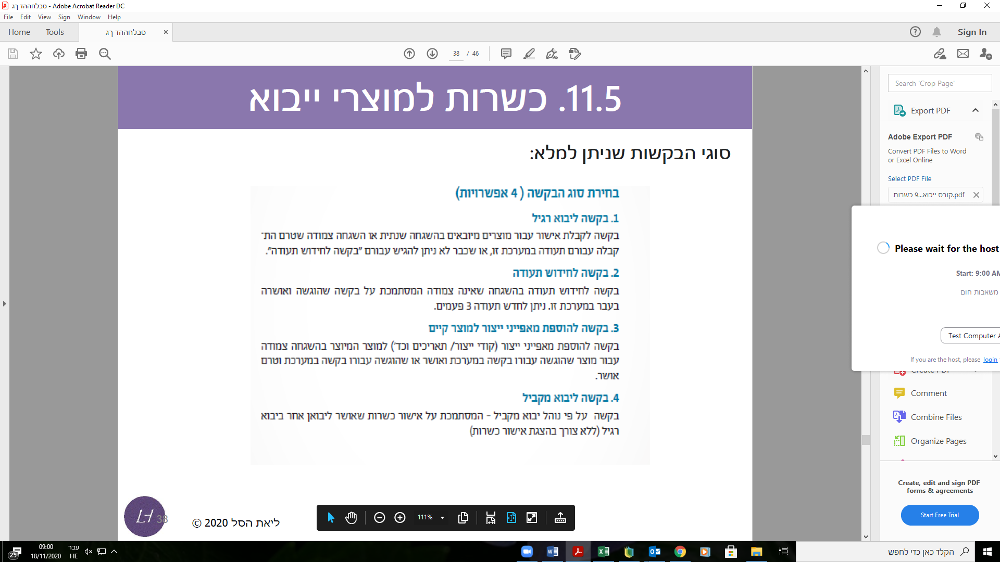 סבלחההד ךג - Adobe Acrobat Reader DC
File Edit View Sign Window Help
Home Tools סבלחההד ךג
Sign In
38 / 46
11.5. כשרות למוצרי ייבוא
סוגי הבקשות שניתן למלא:
בחירת סוג הבקשה ( 4 אפשרויות)
1. בקשה ליבוא רגיל
בקשה לקבלת אישור עבור מוצרים מיובאים בהשגחה שנתית או השגחה צמודה שטרם הת־
קבלה עבורם תעודה במערכת זו, או שכבר לא ניתן להגיש עבורם "בקשה לחידוש תעודה".
2. בקשה לחידוש תעודה
בקשה לחידוש תעודה בהשגחה שאינה צמודה המסתמכת על בקשה שהוגשה ואושרה
בעבר במערכת זו. ניתן לחדש תעודה 3 פעמים.
3. בקשה להוספת מאפייני ייצור למוצר קיים
בקשה להוספת מאפייני ייצור (קודי ייצור/ תאריכים וכד') למוצר המיוצר בהשגחה צמודה
עבור מוצר שהוגשה עבורו בקשה במערכת ואושר או שהוגשה עבורו בקשה במערכת וטרם
אושר.
4. בקשה ליבוא מקביל
בקשה על פי נוהל יבוא מקביל - המסתמכת על אישור כשרות שאושר ליבואן אחר ביבוא
רגיל (ללא צורך בהצגת אישור כשרות)
LH
38
ליאת הסל 2020 ©
111%
Search 'Crop Page'
Export PDF
Adobe Export PDF
Convert PDF Files to Word
or Excel Online
Select PDF File
קורס ייבוא...9 כשרות.pdf
Please wait for the host
Start: 9:00 AM
משאבות חום
Test Computer A
If you are the host, please login
Create PDF
Comment
Combine Files
Organize Pages
Create, edit and sign PDF
forms & agreements
Start Free Trial
25
09:00
18/11/2020
עבר
HE
הקלד כאן כדי לחפש